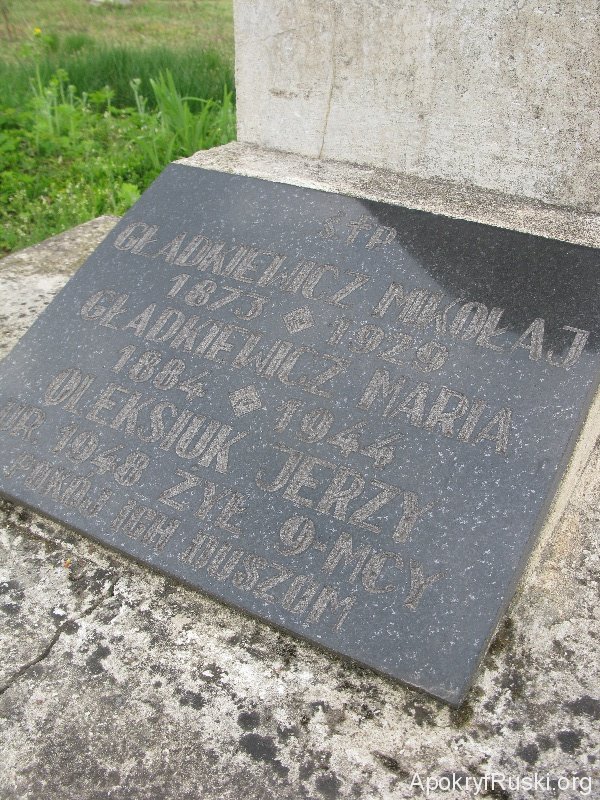 ś†p
GŁADKIEWICZ MIKOŁAJ
1873 1929
GŁADKIEWICZ MARIA
1884 1944
OLEKSIUK JERZY
UR. 1948 ŻYŁ 9-MCY
POKÓJ ICH DUSZOM
ApokryfRuski.org